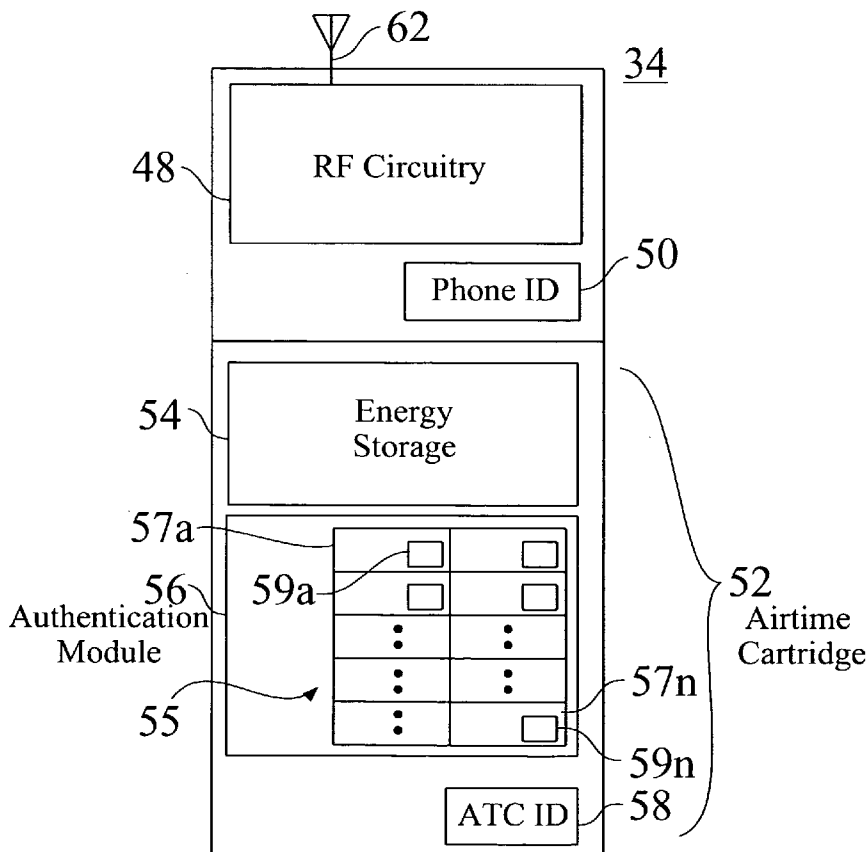 62
34
48
RF Circuitry
50
Phone ID
54
Energy
Storage
57a
59a
56
Authentication
Module
52
Airtime
Cartridge
55
57n
59n
ATC ID
58